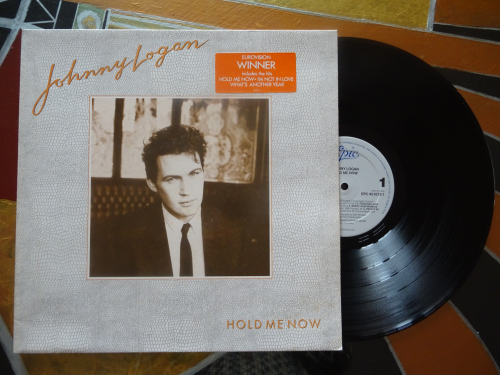 Johnny Logan
EUROVISION
WINNER
Includes the hits
HOLD ME NOW • I'M NOT IN LOVE
WHAT'S ANOTHER YEAR
HOLD ME NOW
Epic
1